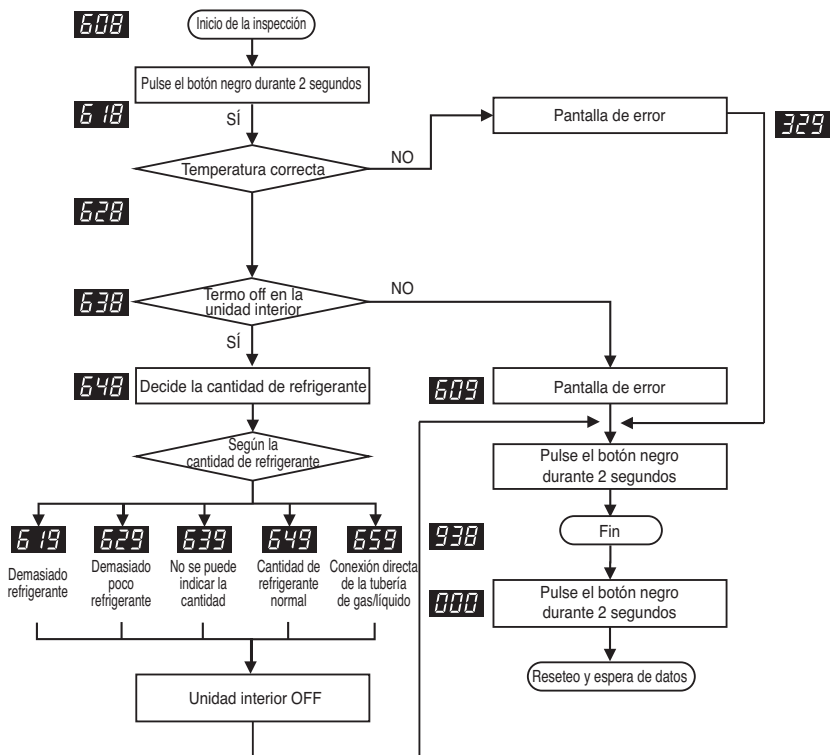 608
Inicio de la inspección
Pulse el botón negro durante 2 segundos
618
SÍ
Pantalla de error
329
Temperatura correcta
NO
628
638
Termo off en la
unidad interior
NO
SÍ
648
Decide la cantidad de refrigerante
609
Pantalla de error
Según la
cantidad de refrigerante
Pulse el botón negro
durante 2 segundos
619
Demasiado
refrigerante
629
Demasiado
poco
refrigerante
639
No se puede
indicar la
cantidad
649
Cantidad de
refrigerante
normal
659
Conexión directa
de la tubería
de gas/líquido
938
Fin
000
Pulse el botón negro
durante 2 segundos
Unidad interior OFF
Reseteo y espera de datos